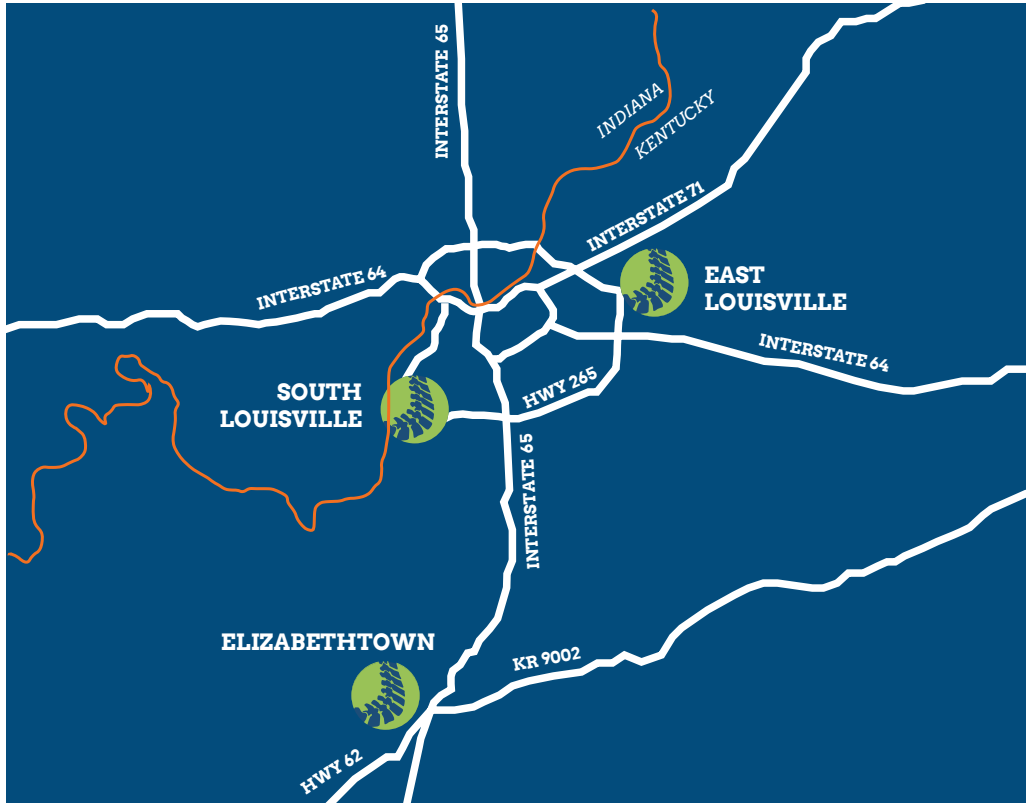 INTERSTATE 65
INDIANA
KENTUCKY
INTERSTATE 71
INTERSTATE 64
EAST
LOUISVILLE
INTERSTATE 64
SOUTH
LOUISVILLE
HWY 265
INTERSTATE 65
ELIZABETHTOWN
KR 9002
HWY 62